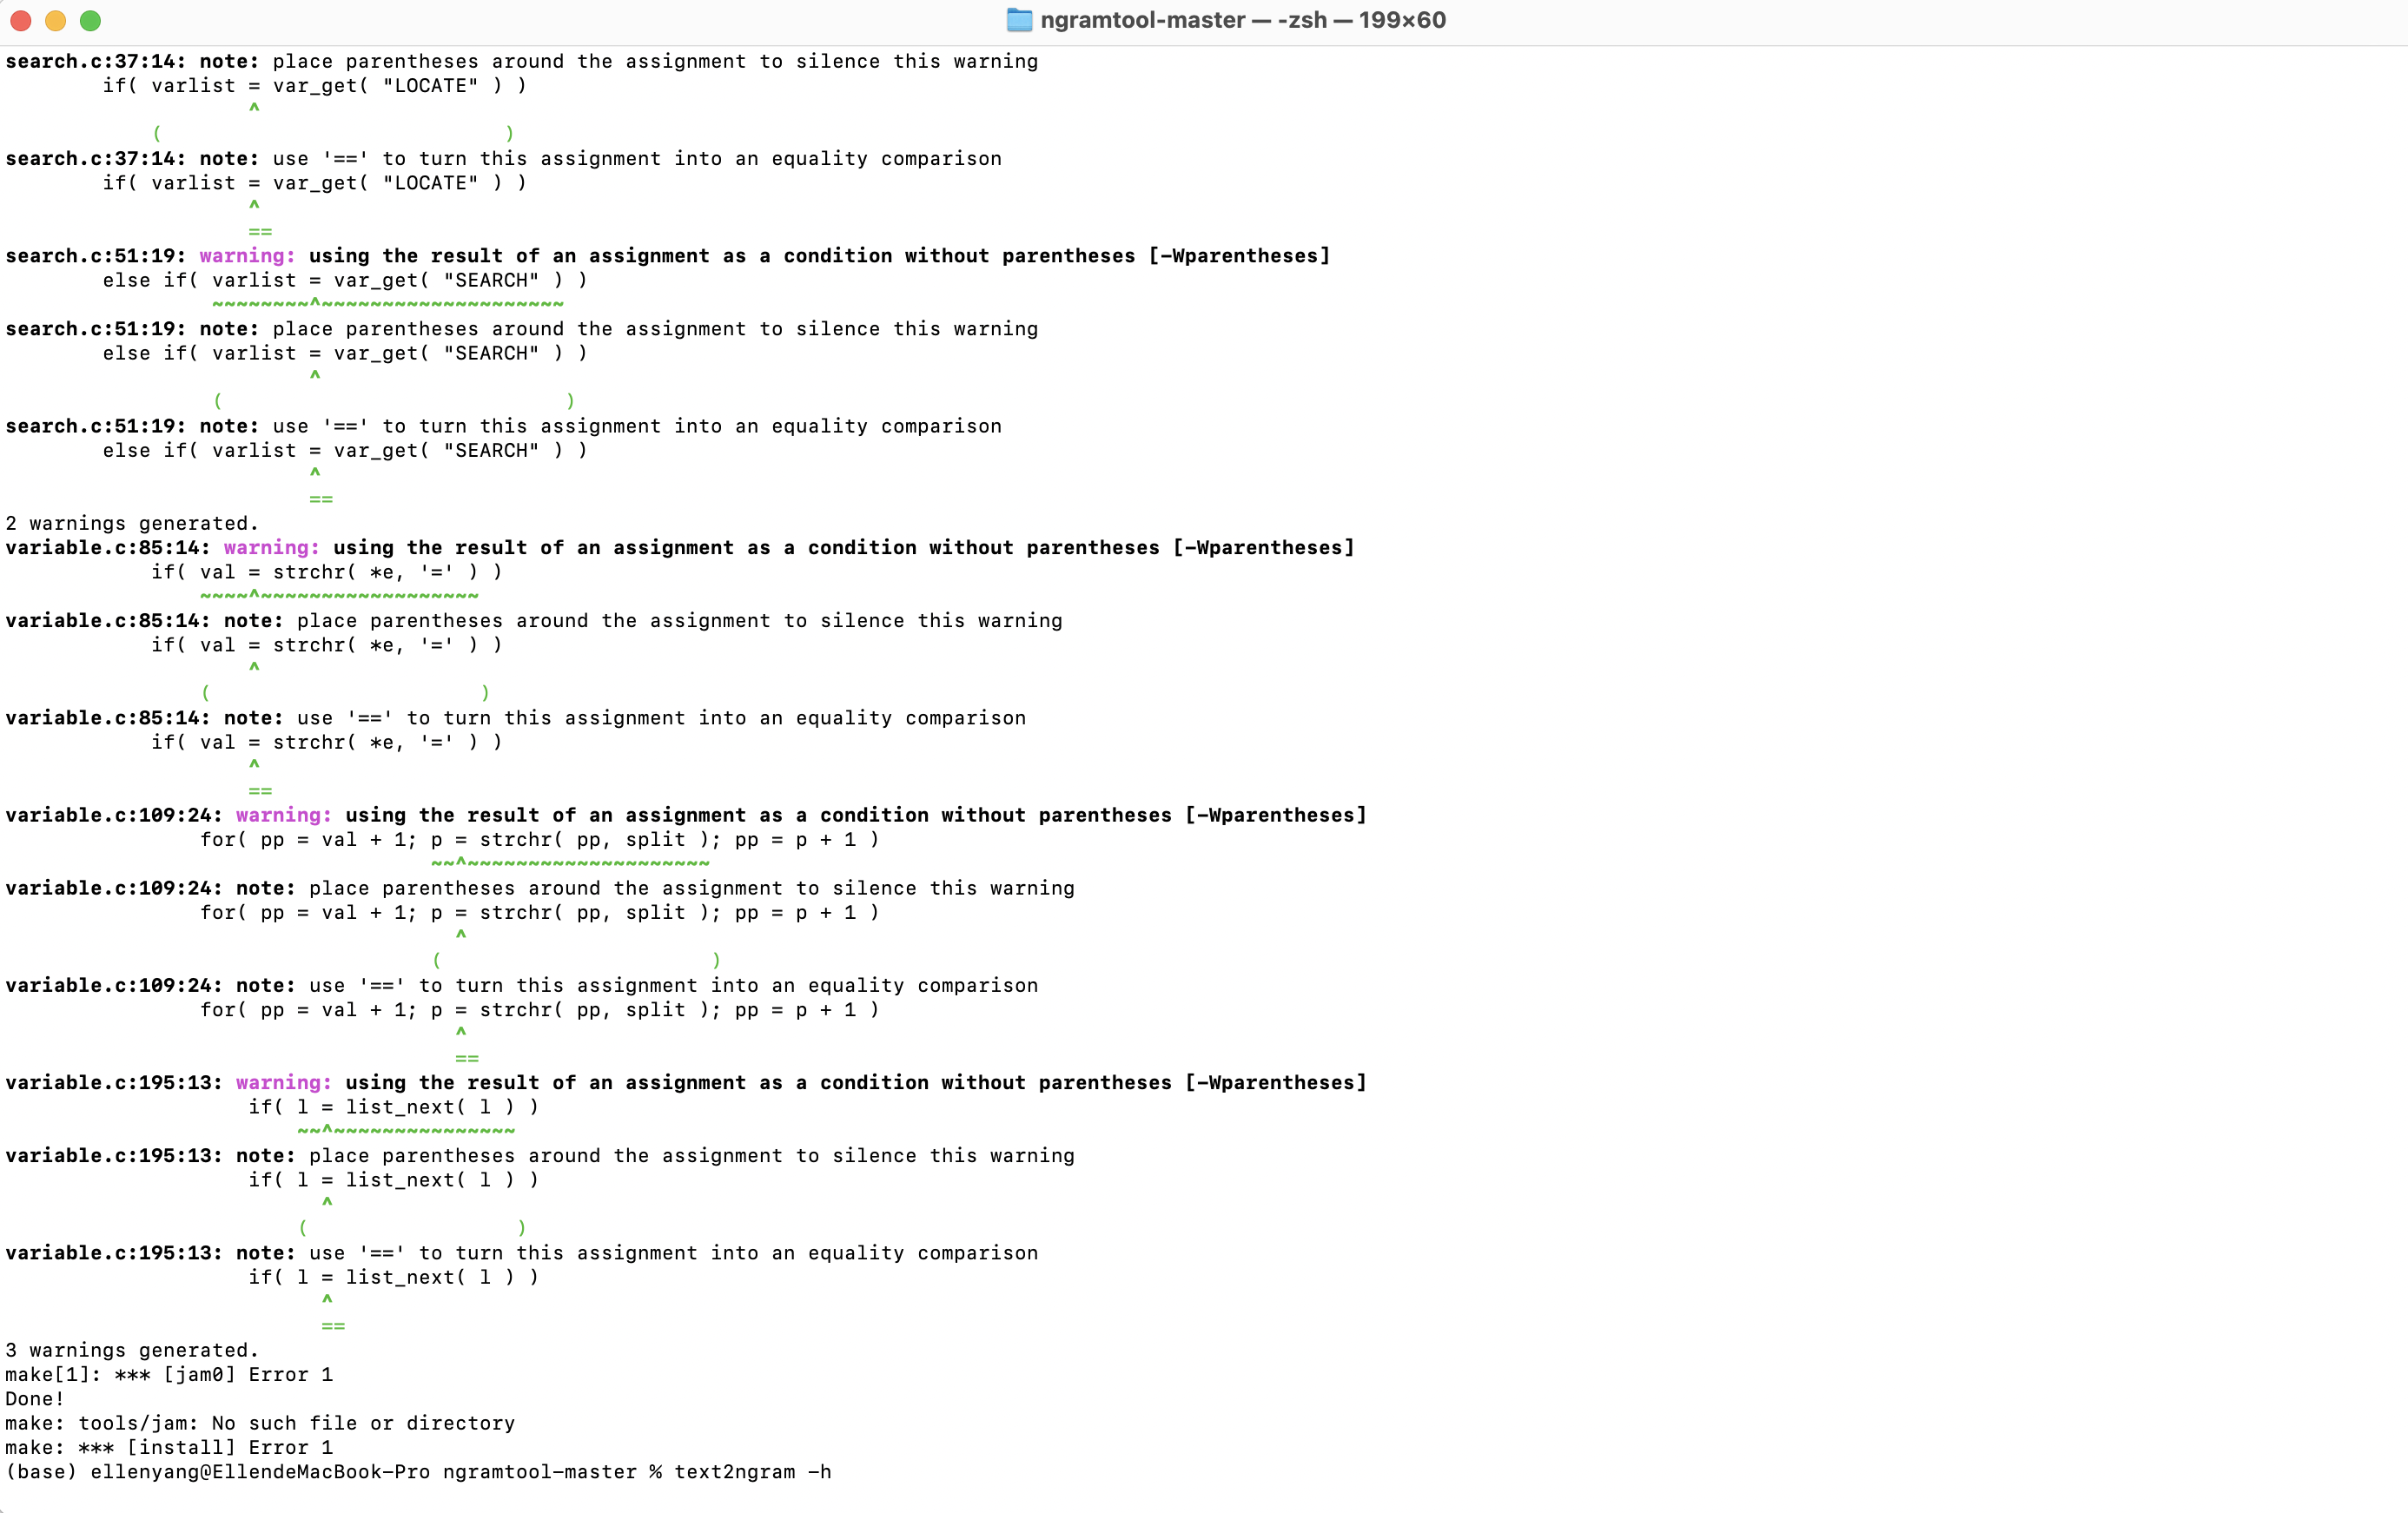 ngramtool-master — -zsh — 199×60
search.c:37:14: note: place parentheses around the assignment to silence this warning
        if( varlist = var_get( "LOCATE" ) )
                    ^
            (                            )
search.c:37:14: note: use '==' to turn this assignment into an equality comparison
        if( varlist = var_get( "LOCATE" ) )
                    ^
                    ==
search.c:51:19: warning: using the result of an assignment as a condition without parentheses [-Wparentheses]
        else if( varlist = var_get( "SEARCH" ) )
                 ~~~~~~~~^~~~~~~~~~~~~~~~~~~~~
search.c:51:19: note: place parentheses around the assignment to silence this warning
        else if( varlist = var_get( "SEARCH" ) )
                         ^
                 (                            )
search.c:51:19: note: use '==' to turn this assignment into an equality comparison
        else if( varlist = var_get( "SEARCH" ) )
                         ^
                         ==
2 warnings generated.
variable.c:85:14: warning: using the result of an assignment as a condition without parentheses [-Wparentheses]
            if( val = strchr( *e, '=' ) )
                ~~~~^~~~~~~~~~~~~~~~~~~
variable.c:85:14: note: place parentheses around the assignment to silence this warning
            if( val = strchr( *e, '=' ) )
                    ^
                (                      )
variable.c:85:14: note: use '==' to turn this assignment into an equality comparison
            if( val = strchr( *e, '=' ) )
                    ^
                    ==
variable.c:109:24: warning: using the result of an assignment as a condition without parentheses [-Wparentheses]
                for( pp = val + 1; p = strchr( pp, split ); pp = p + 1 )
                                   ~~^~~~~~~~~~~~~~~~~~~~~
variable.c:109:24: note: place parentheses around the assignment to silence this warning
                for( pp = val + 1; p = strchr( pp, split ); pp = p + 1 )
                                     ^
                                   (                      )
variable.c:109:24: note: use '==' to turn this assignment into an equality comparison
                for( pp = val + 1; p = strchr( pp, split ); pp = p + 1 )
                                     ^
                                     ==
variable.c:195:13: warning: using the result of an assignment as a condition without parentheses [-Wparentheses]
                    if( l = list_next( l ) )
                        ~~^~~~~~~~~~~~~~~~
variable.c:195:13: note: place parentheses around the assignment to silence this warning
                    if( l = list_next( l ) )
                          ^
                        (                 )
variable.c:195:13: note: use '==' to turn this assignment into an equality comparison
                    if( l = list_next( l ) )
                          ^
                          ==
3 warnings generated.
make[1]: *** [jam0] Error 1
Done!
make: tools/jam: No such file or directory
make: *** [install] Error 1
(base) ellenyang@EllendeMacBook-Pro ngramtool-master % text2ngram -h